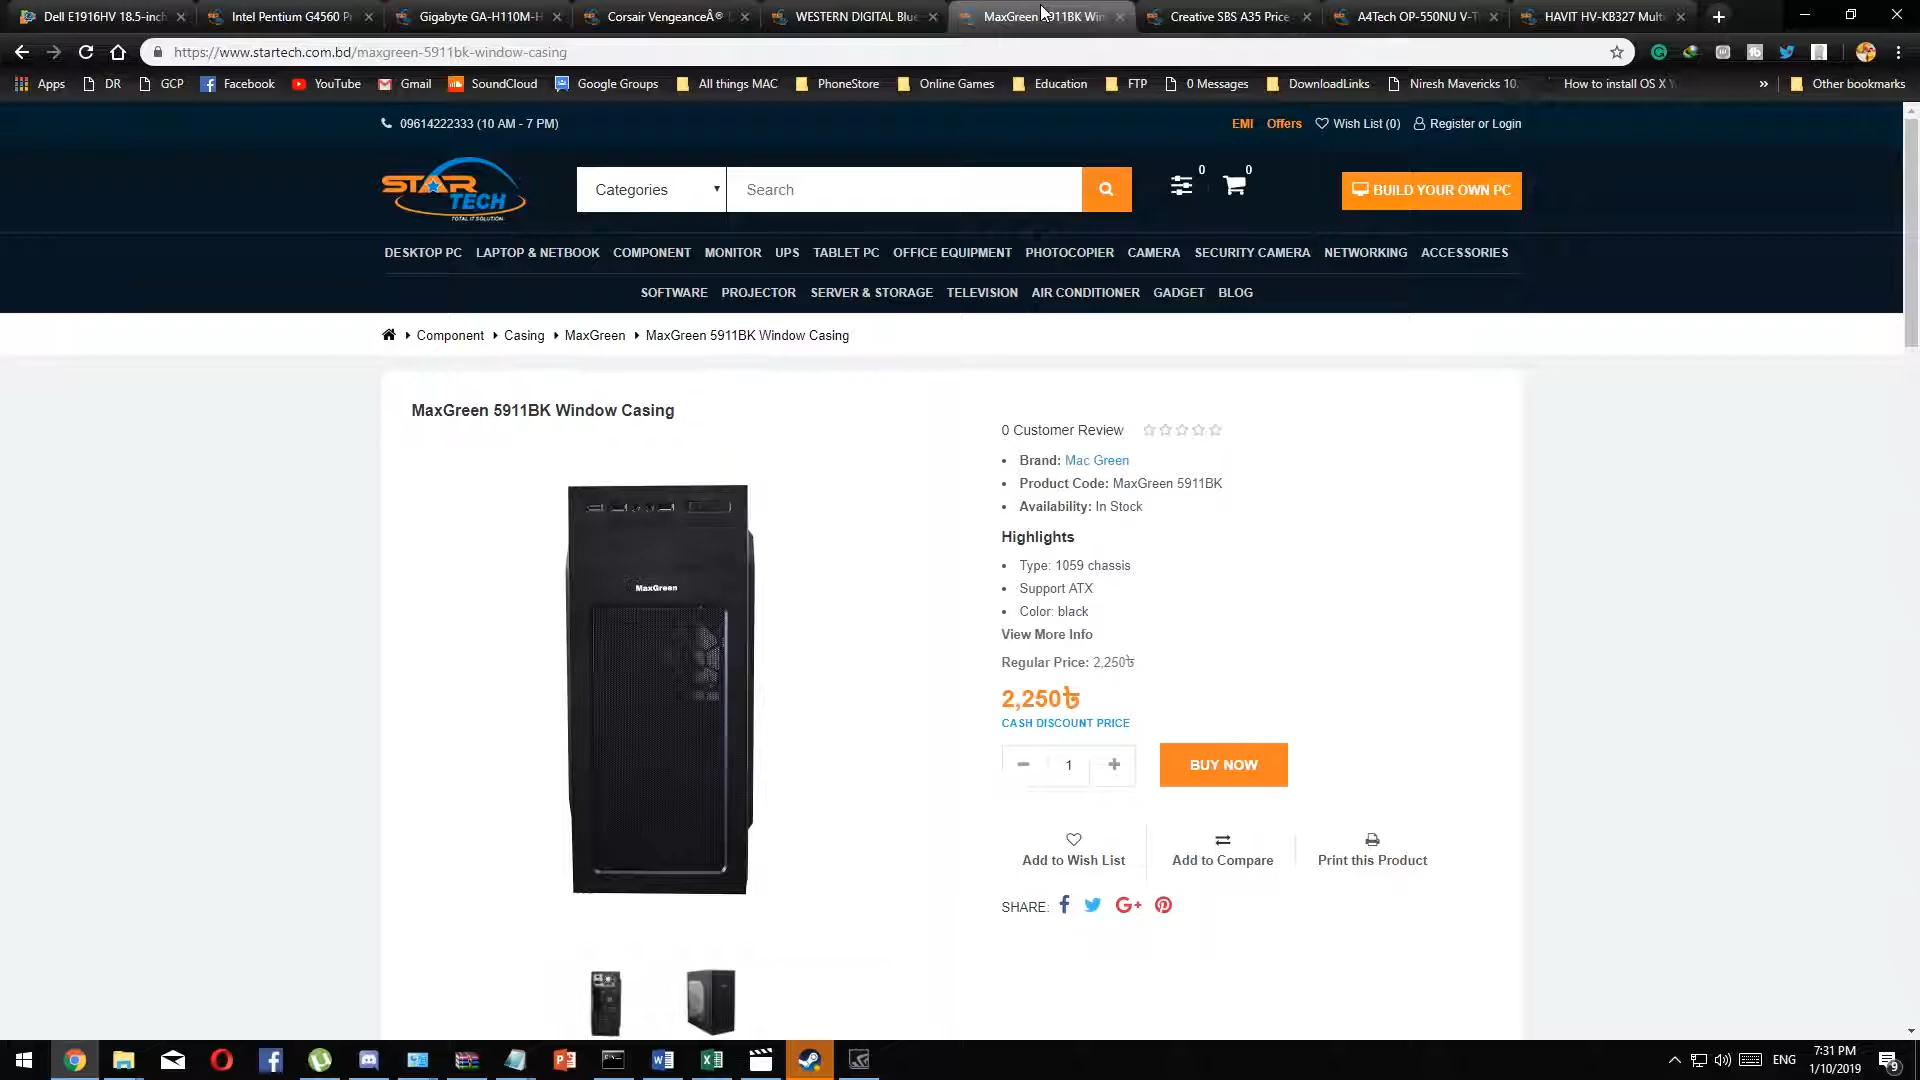 Dell E1916HV 18.5-inch
Intel Pentium G4560 P
Gigabyte GA-H110M-H
Corsair VengeanceÂ®
WESTERN DIGITAL Blue
MaxGreen 5911BK Win
Creative SBS A35 Price
A4Tech OP-550NU V-T
HAVIT HV-KB327 Multi
https://www.startech.com.bd/maxgreen-5911bk-window-casing
Apps
DR
GCP
Facebook
YouTube
Gmail
SoundCloud
Google Groups
All things MAC
PhoneStore
Online Games
Education
FTP
0 Messages
DownloadLinks
Niresh Mavericks 10.
How to install OS X Y
»
Other bookmarks
09614222333 (10 AM - 7 PM)
EMI
Offers
Wish List (0)
Register or Login
STAR
TECH
TOTAL IT SOLUTION
Categories
Search
0
0
BUILD YOUR OWN PC
DESKTOP PC LAPTOP & NETBOOK COMPONENT MONITOR UPS TABLET PC OFFICE EQUIPMENT PHOTOCOPIER CAMERA SECURITY CAMERA NETWORKING ACCESSORIES
SOFTWARE PROJECTOR SERVER & STORAGE TELEVISION AIR CONDITIONER GADGET BLOG
Component
Casing
MaxGreen
MaxGreen 5911BK Window Casing
MaxGreen 5911BK Window Casing
MaxGreen
0 Customer Review
Brand: Mac Green
Product Code: MaxGreen 5911BK
Availability: In Stock
Highlights
Type: 1059 chassis
Support ATX
Color: black
View More Info
Regular Price: 2,250৳
2,250৳
CASH DISCOUNT PRICE
1
BUY NOW
Add to Wish List
Add to Compare
Print this Product
SHARE:
ENG
7:31 PM
1/10/2019
9